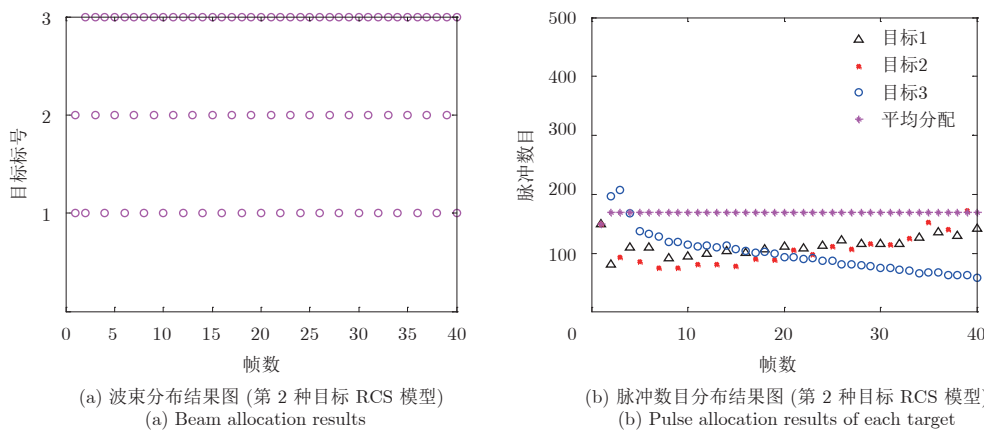 3
2
1
目标标号
0
5
10
15
20
25
30
35
40
帧数
(a) 波束分布结果图 (第 2 种目标 RCS 模型)
(a) Beam allocation results
500
400
300
200
100
脉冲数目
目标1
目标2
目标3
平均分配
0
10
20
30
40
帧数
(b) 脉冲数目分布结果图 (第 2 种目标 RCS 模型)
(b) Pulse allocation results of each target